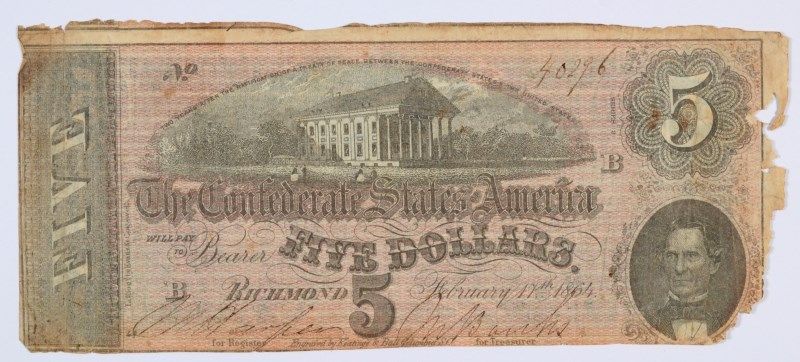 No 40296
TWO YEARS AFTER THE RATIFICATION OF A TREATY OF PEACE BETWEEN THE CONFEDERATE STATES & THE UNITED STATES
5
FIVE
B
The Confederate States of America
WILL PAY
TO Bearer
FIVE DOLLARS.
B RICHMOND 5 February 17th 1864.
for Register Engraved by Keatinge & Ball, Columbia, S.C. for Treasurer